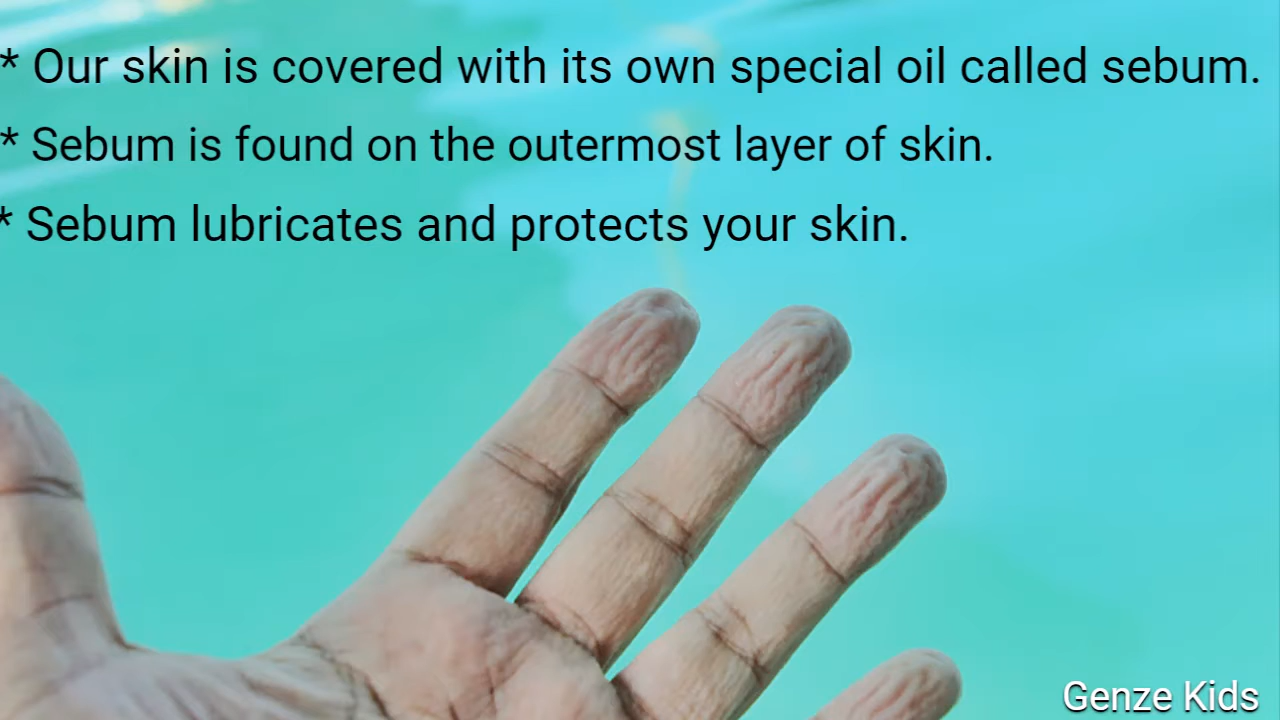 * Our skin is covered with its own special oil called sebum.
* Sebum is found on the outermost layer of skin.
* Sebum lubricates and protects your skin.
Genze Kids